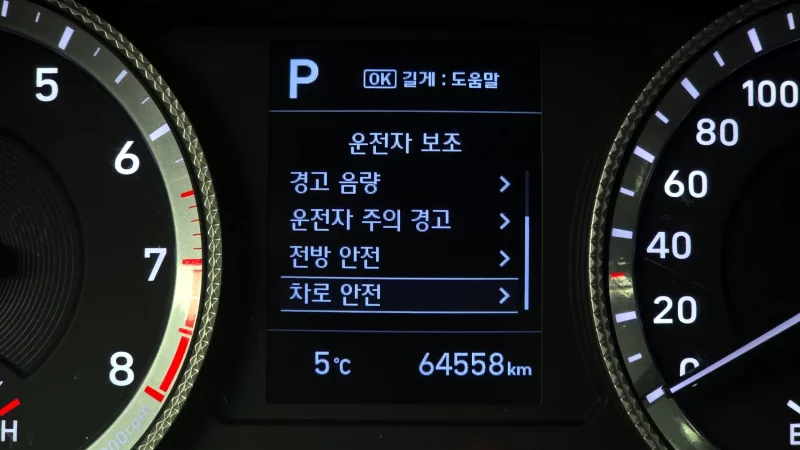 P OK 길게 : 도움말
운전자 보조
경고 음량
운전자 주의 경고
전방 안전
차로 안전
5℃ 64558km
5
6
7
8
H
100
80
60
40
20
0
E